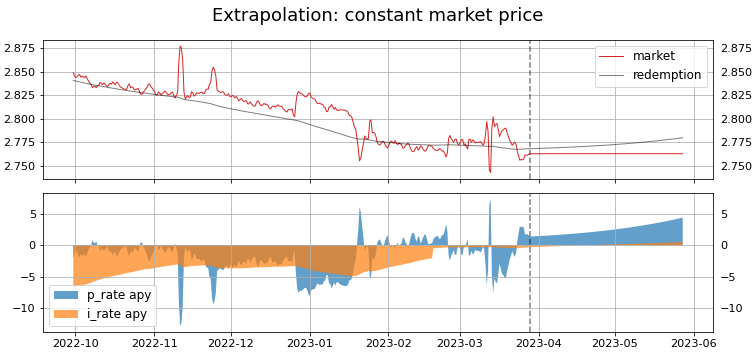 Extrapolation: constant market price
2.875 2.875
2.850 2.850
2.825 2.825
2.800 2.800
2.775 2.775
2.750 2.750
market
redemption
5 5
0 0
−5 −5
−10 −10
p_rate apy
i_rate apy
2022-10 2022-11 2022-12 2023-01 2023-02 2023-03 2023-04 2023-05 2023-06